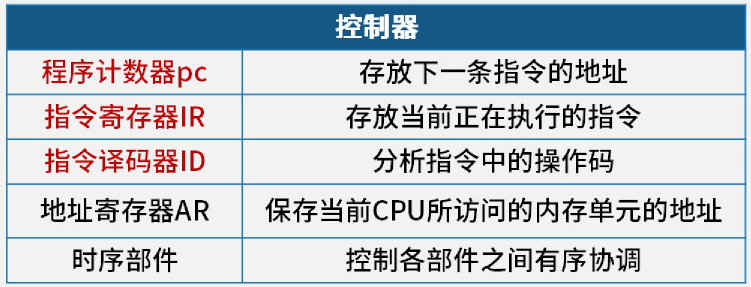 控制器
程序计数器pc 存放下一条指令的地址
指令寄存器IR 存放当前正在执行的指令
指令译码器ID 分析指令中的操作码
地址寄存器AR 保存当前CPU所访问的内存单元的地址
时序部件 控制各部件之间有序协调